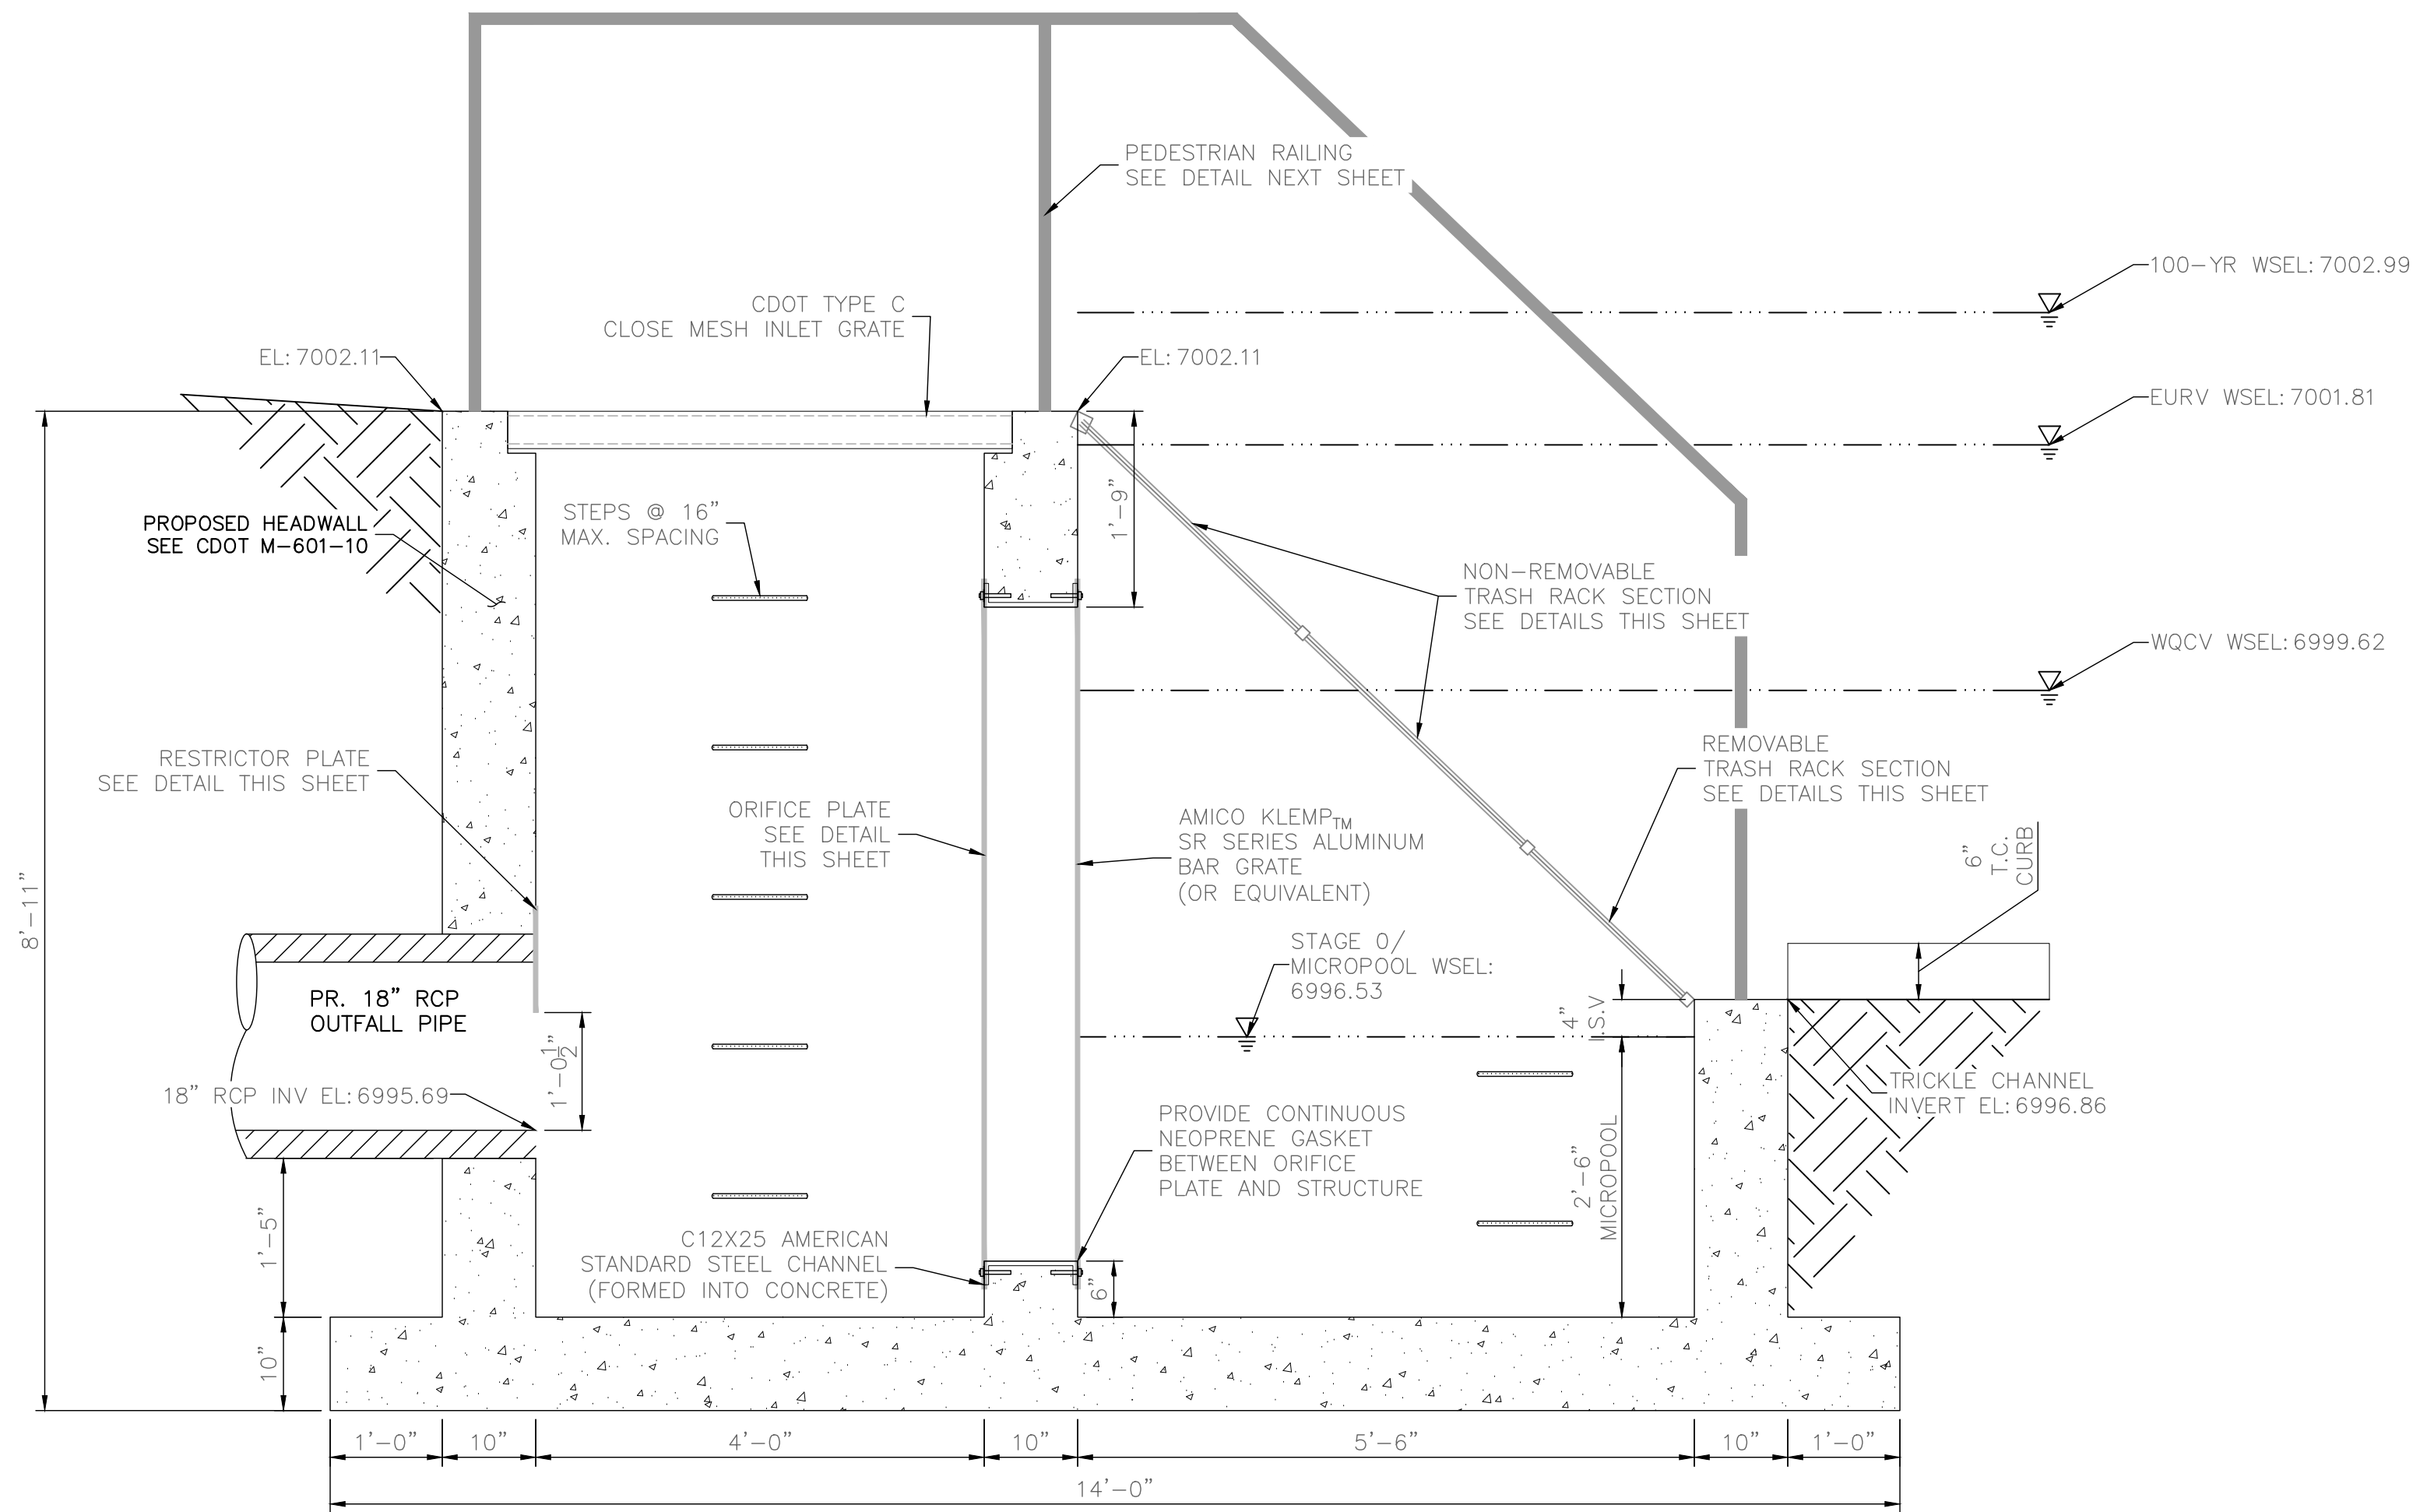 PEDESTRIAN RAILING
SEE DETAIL NEXT SHEET
100-YR WSEL: 7002.99
CDOT TYPE C
CLOSE MESH INLET GRATE
EL: 7002.11
EL: 7002.11
EURV WSEL: 7001.81
1'-9"
STEPS @ 16"
MAX. SPACING
PROPOSED HEADWALL
SEE CDOT M-601-10
NON-REMOVABLE
TRASH RACK SECTION
SEE DETAILS THIS SHEET
WQCV WSEL: 6999.62
RESTRICTOR PLATE
SEE DETAIL THIS SHEET
REMOVABLE
TRASH RACK SECTION
SEE DETAILS THIS SHEET
ORIFICE PLATE
SEE DETAIL
THIS SHEET
AMICO KLEMP™
SR SERIES ALUMINUM
BAR GRATE
(OR EQUIVALENT)
6"
T.C.
CURB
8'-11"
STAGE 0/
MICROPOOL WSEL:
6996.53
4"
I.S.V
PR. 18" RCP
OUTFALL PIPE
1'-0 1/2"
18" RCP INV EL: 6995.69
TRICKLE CHANNEL
INVERT EL: 6996.86
PROVIDE CONTINUOUS
NEOPRENE GASKET
BETWEEN ORIFICE
PLATE AND STRUCTURE
2'-6"
MICROPOOL
1'-5"
C12X25 AMERICAN
STANDARD STEEL CHANNEL
(FORMED INTO CONCRETE)
6"
10"
1'-0"
10"
4'-0"
10"
5'-6"
10"
1'-0"
14'-0"